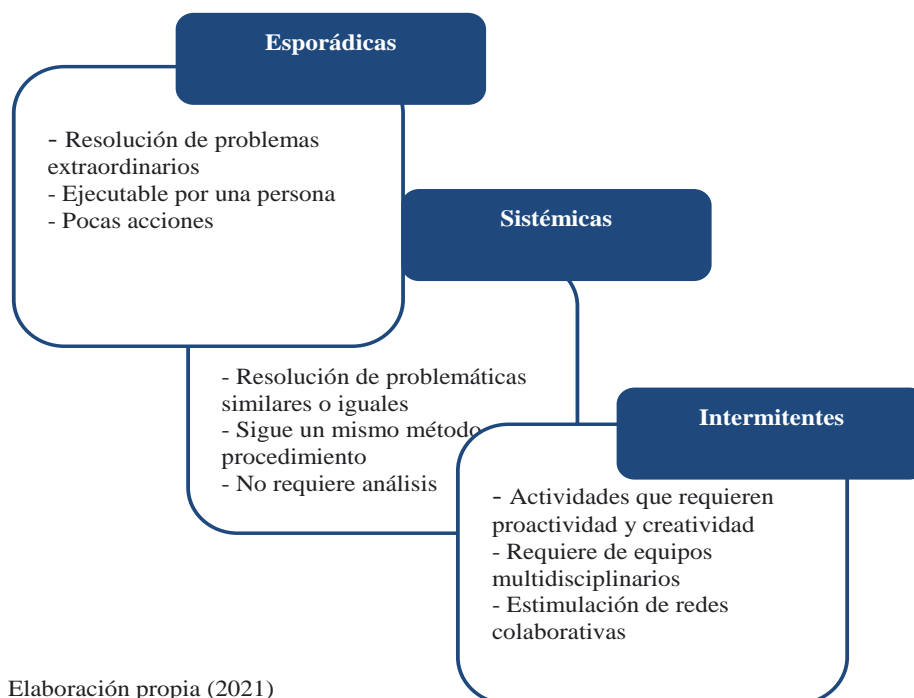 Esporádicas
- Resolución de problemas
extraordinarios
- Ejecutable por una persona
- Pocas acciones
Sistémicas
- Resolución de problemáticas
similares o iguales
- Sigue un mismo método
procedimiento
- No requiere análisis
Intermitentes
- Actividades que requieren
proactividad y creatividad
- Requiere de equipos
multidisciplinarios
- Estimulación de redes
colaborativas
Elaboración propia (2021)